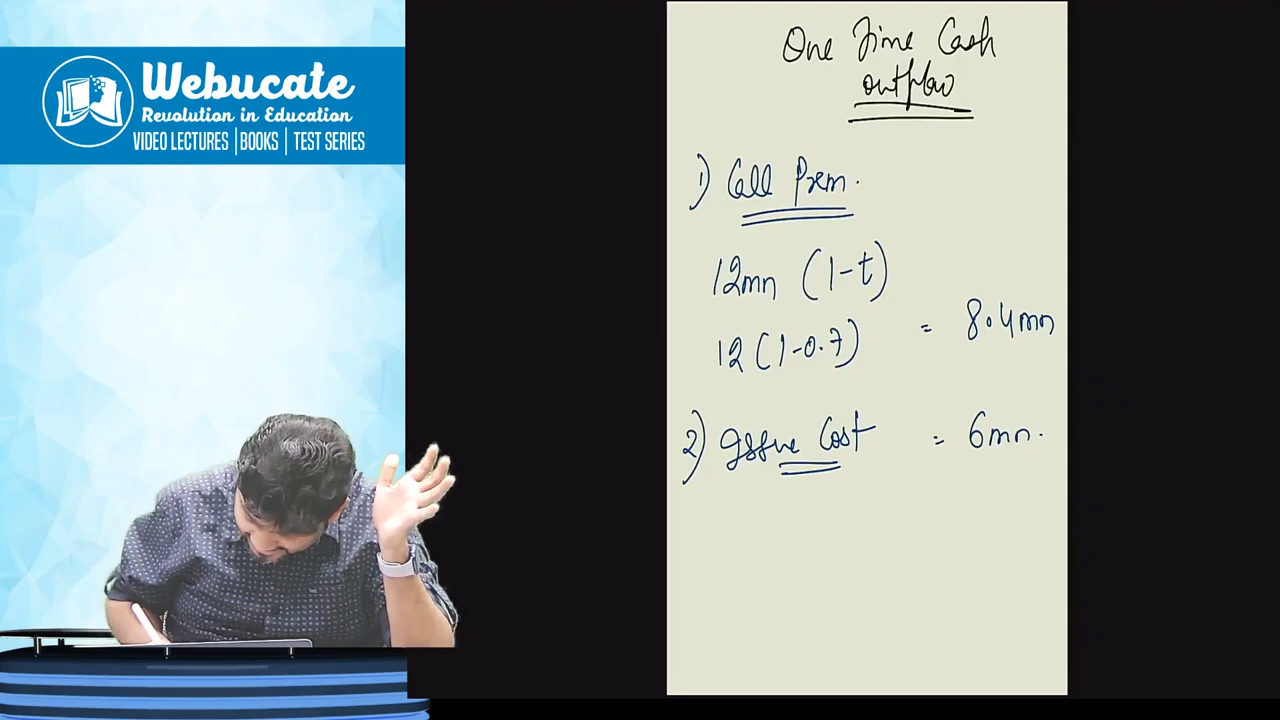 Webucate
Revolution in Education
VIDEO LECTURES | BOOKS | TEST SERIES
One Time Cash
outflow
1) Call Prem.
12mn (1-t)
12 (1-0.7) = 8.4mn
2) Issue Cost = 6mn.